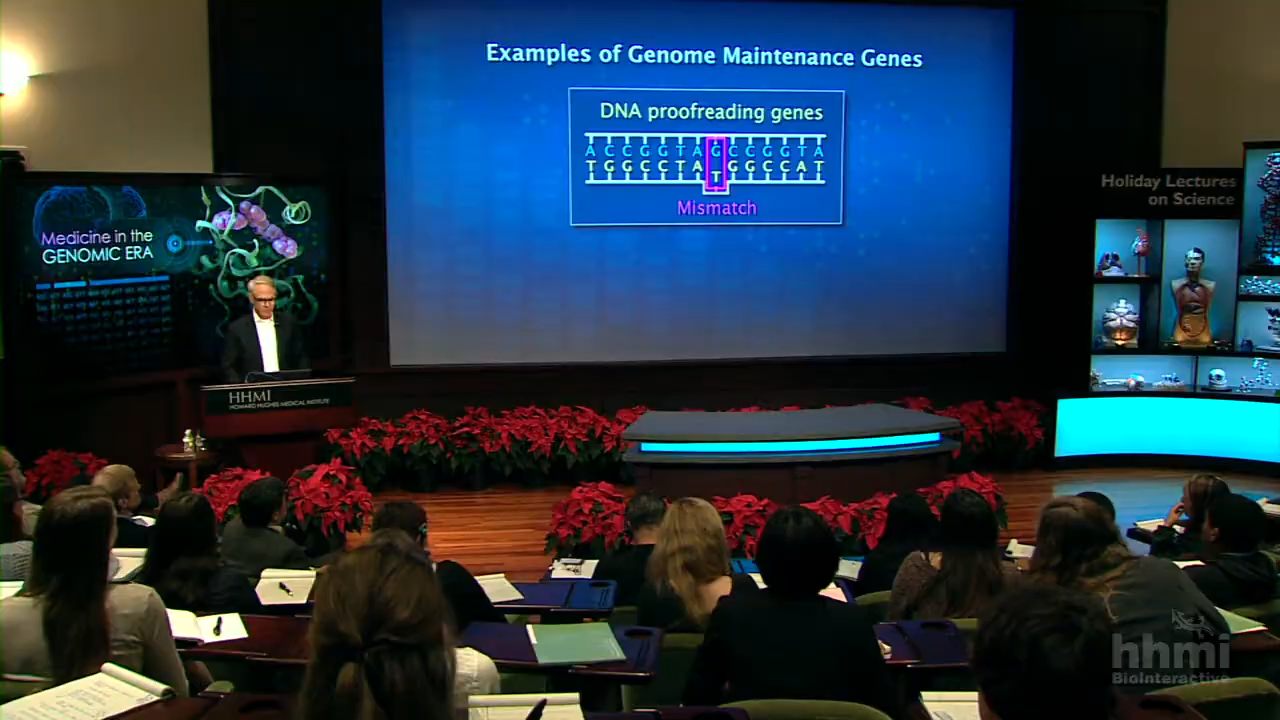 Examples of Genome Maintenance Genes
DNA proofreading genes
ACCGGTAGCCGGTA
TGGCCTATGGGCCAT
Mismatch
Medicine in the
GENOMIC ERA
Holiday Lectures
on Science
HHMI
HOWARD HUGHES MEDICAL INSTITUTE
hhmi
BioInteractive